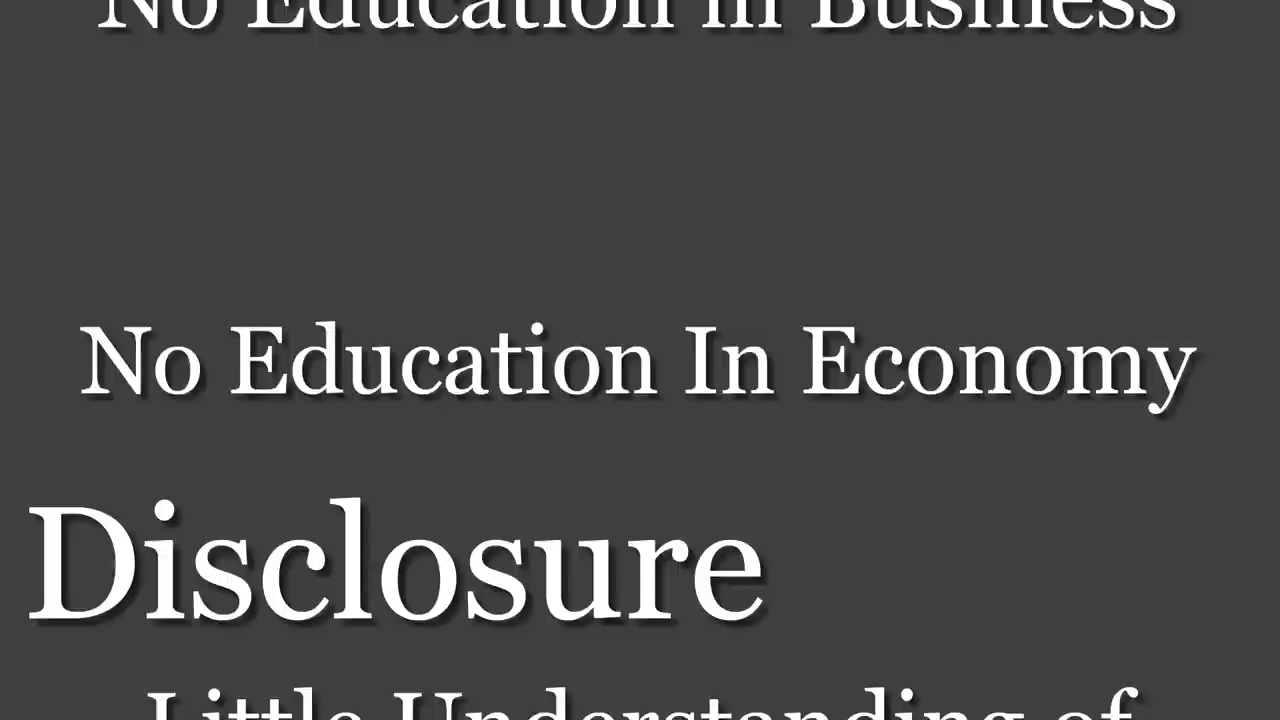 No Education in Business
No Education In Economy
Disclosure
Little Understanding of